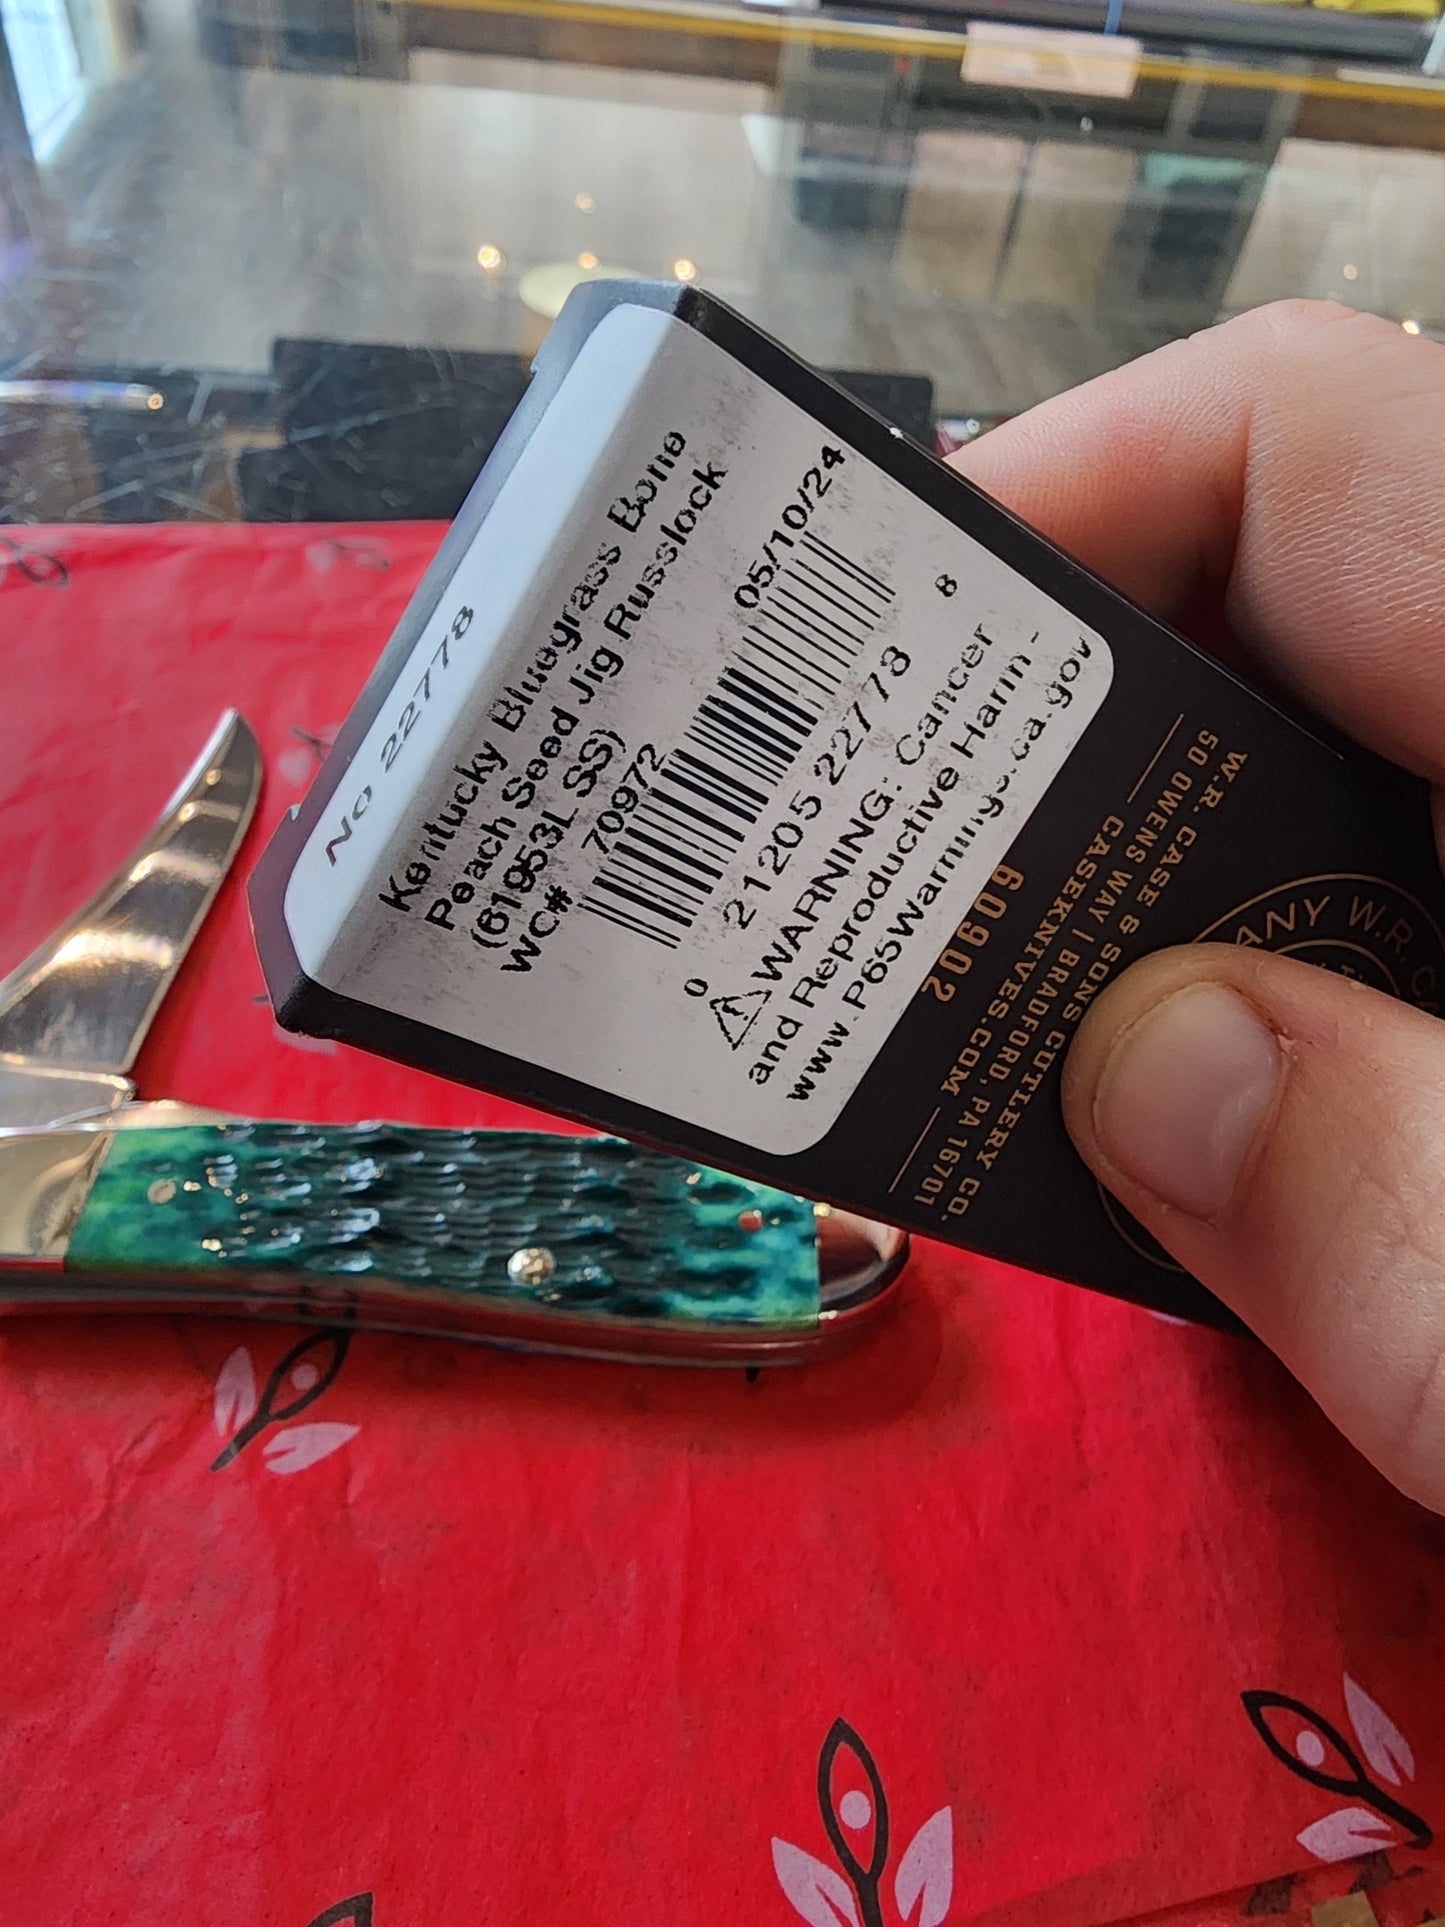 No 22778
Kentucky Bluegrass Bone
Peach Seed Jig Russlock
(61953L SS)
WC# 70972
05/10/24
0 21205 22778 8
WARNING: Cancer
and Reproductive Harm -
www.P65Warnings.ca.gov
60902
CASEKNIVES.COM
50 OWENS WAY | BRADFORD, PA 16701
W.R. CASE & SONS CUTLERY CO.
ANY W.R. C